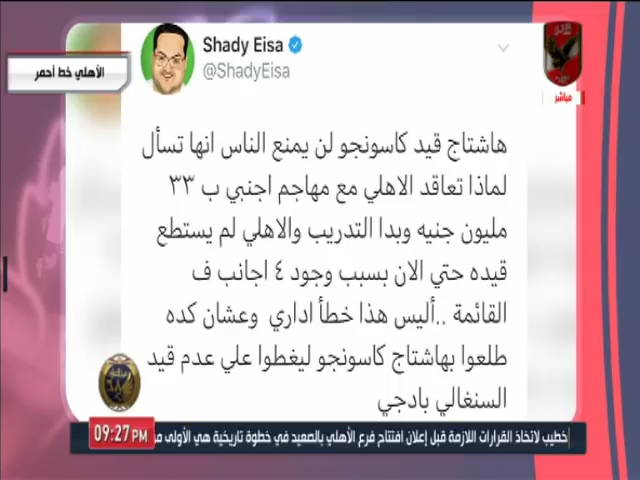 Shady Eisa
@ShadyEisa
الأهلي خط أحمر
مباشر
هاشتاج قيد كاسونجو لن يمنع الناس انها تسأل
لماذا تعاقد الاهلي مع مهاجم اجنبي ب ٣٣
مليون جنيه وبدا التدريب والاهلي لم يستطع
قيده حتي الان بسبب وجود ٤ اجانب ف
القائمة ..أليس هذا خطأ اداري وعشان كده
طلعوا بهاشتاج كاسونجو ليغطوا علي عدم قيد
السنغالي بادجي
09:27 PM
خطيب لاتخاذ القرارات اللازمة قبل إعلان افتتاح فرع الأهلي بالصعيد في خطوة تاريخية هي الأولى